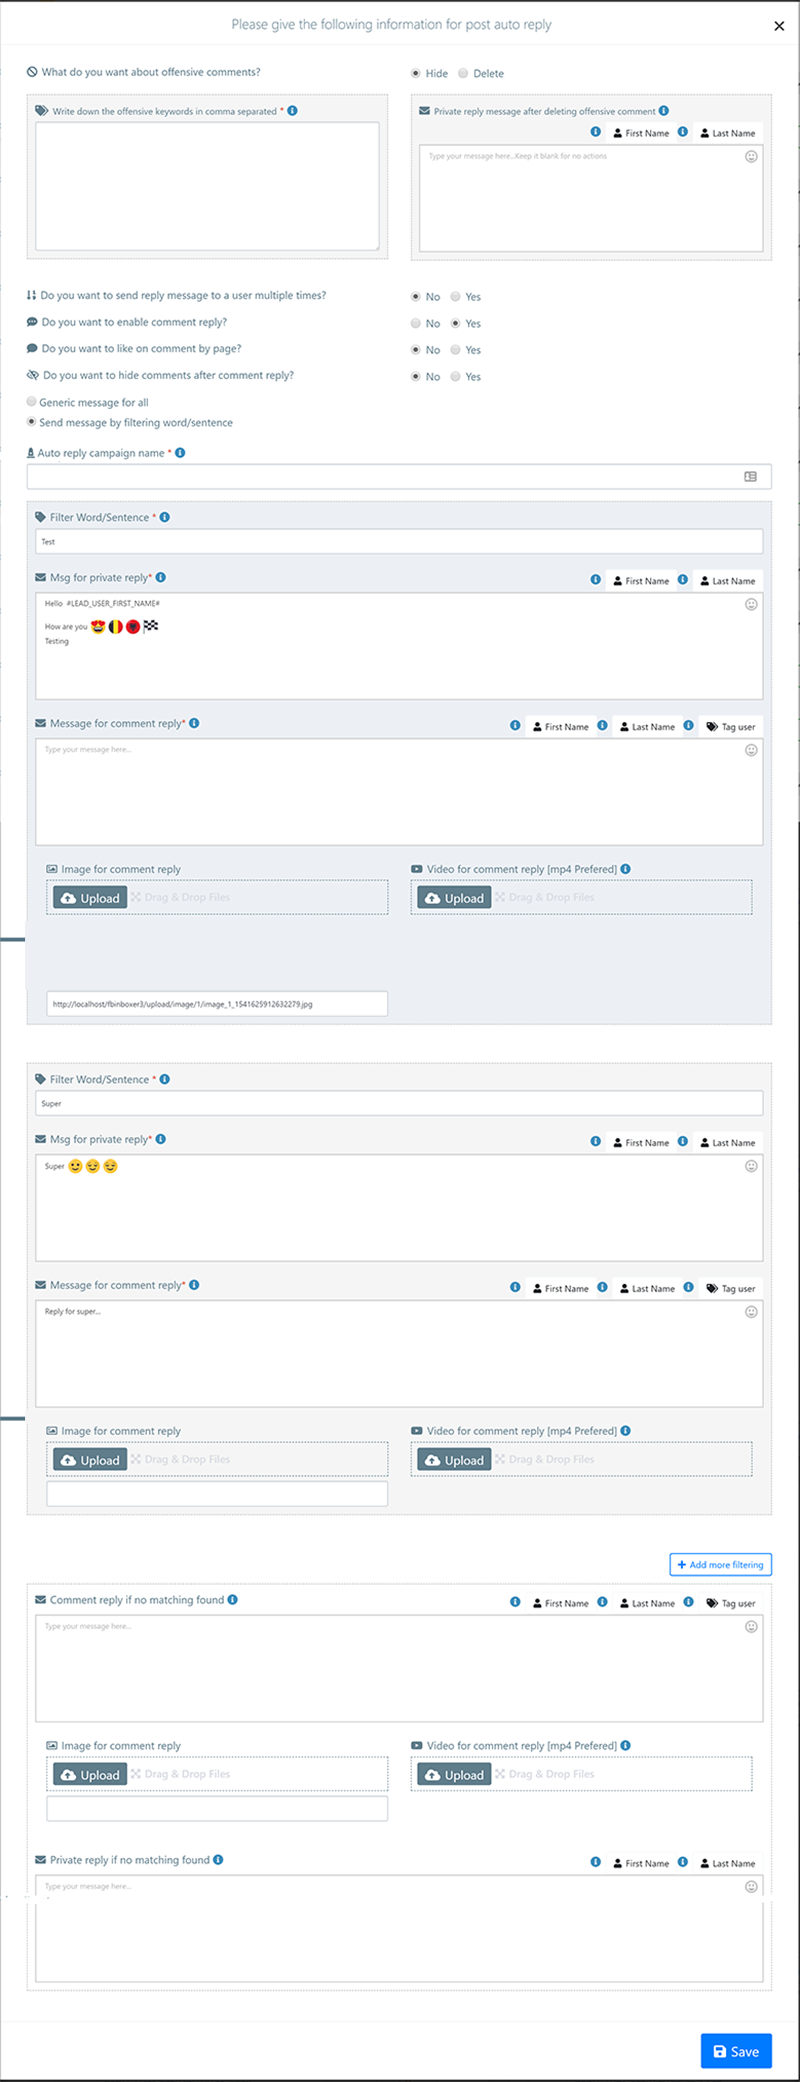 Please give the following information for post auto reply
What do you want about offensive comments? Hide Delete
Write down the offensive keywords in comma separated *
Private reply message after deleting offensive comment
First Name Last Name
Type your message here...Keep it blank for no actions
Do you want to send reply message to a user multiple times? No Yes
Do you want to enable comment reply? No Yes
Do you want to like on comment by page? No Yes
Do you want to hide comments after comment reply? No Yes
Generic message for all
Send message by filtering word/sentence
Auto reply campaign name *
Filter Word/Sentence *
Test
Msg for private reply* First Name Last Name
Hello #LEAD_USER_FIRST_NAME#
How are you
Testing
Message for comment reply* First Name Last Name Tag user
Type your message here...
Image for comment reply Video for comment reply [mp4 Prefered]
Upload Drag & Drop Files Upload Drag & Drop Files
http://localhost/fbinboxer3/upload/image/1/image_1_1541625912632279.jpg
Filter Word/Sentence *
Super
Msg for private reply* First Name Last Name
Super
Message for comment reply* First Name Last Name Tag user
Reply for super...
Image for comment reply Video for comment reply [mp4 Prefered]
Upload Drag & Drop Files Upload Drag & Drop Files
Add more filtering
Comment reply if no matching found First Name Last Name Tag user
Type your message here...
Image for comment reply Video for comment reply [mp4 Prefered]
Upload Drag & Drop Files Upload Drag & Drop Files
Private reply if no matching found First Name Last Name
Type your message here...
Save